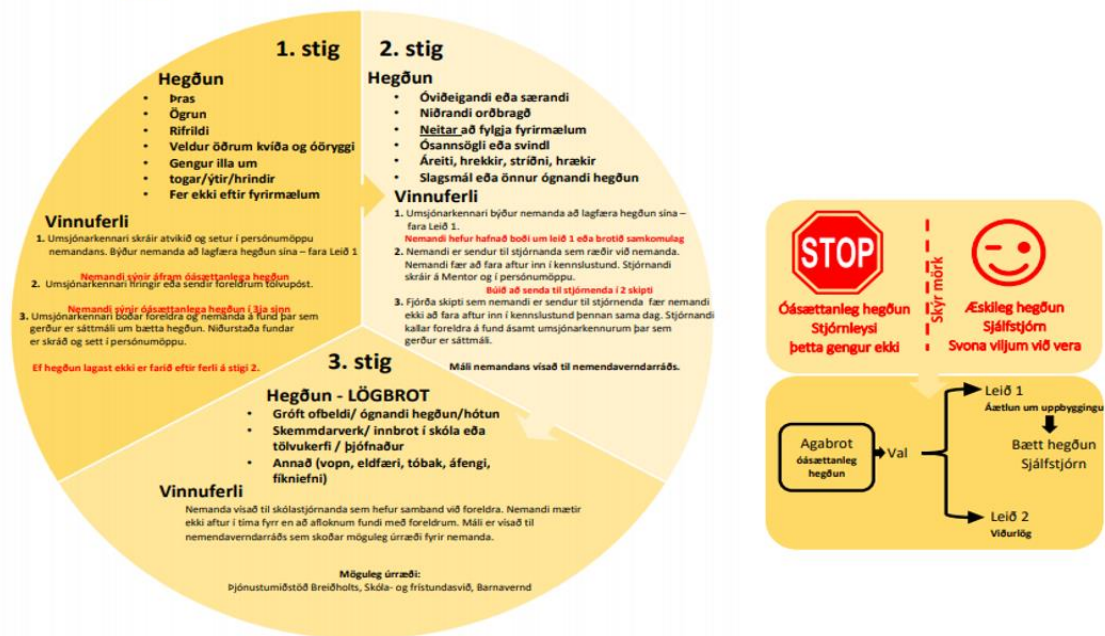 1. stig
Hegðun
• Þras
• Ögrun
• Rifrildi
• Veldur öðrum kvíða og óöryggi
• Gengur illa um
• togar/ýtir/hrindir
• Fer ekki eftir fyrirmælum
Vinnuferli
1. Umsjónarkennari skráir atvikið og setur í persónumöppu
nemandans. Býður nemanda að lagfæra hegðun sína – fara Leið 1
Nemandi sýnir áfram óásættanlega hegðun
2. Umsjónarkennari hringir eða sendir foreldrum tölvupóst.
Nemandi sýnir óásættanlega hegðun í 3ja sinn
3. Umsjónarkennari boðar foreldra og nemanda á fund þar sem
gerður er sáttmáli um bætta hegðun. Niðurstaða fundar
er skráð og sett í persónumöppu.
Ef hegðun lagast ekki er farið eftir ferli á stigi 2.
2. stig
Hegðun
• Óviðeigandi eða særandi
• Niðrandi orðbragð
• Neitar að fylgja fyrirmælum
• Ósannsögli eða svindl
• Áreiti, hrekkir, stríðni, hrækir
• Slagsmál eða önnur ógnandi hegðun
Vinnuferli
1. Umsjónarkennari býður nemanda að lagfæra hegðun sína –
fara Leið 1.
Nemandi hefur hafnað boði um leið 1 eða brotið samkomulag
2. Nemandi er sendur til stjórnanda sem ræðir við nemanda.
Nemandi fær að fara aftur inn í kennslustund. Stjórnandi
skráir á Mentor og í persónumöppu.
Búið að senda til stjórnenda í 2 skipti
3. Fjórða skipti sem nemandi er sendur til stjórnenda fær nemandi
ekki að fara aftur inn í kennslustund þennan sama dag. Stjórnandi
kallar foreldra á fund ásamt umsjónarkennurum þar sem
gerður er sáttmáli.
Máli nemandans vísað til nemendaverndarráðs.
3. stig
Hegðun - LÖGBROT
• Gróft ofbeldi/ ógnandi hegðun/hótun
• Skemmdarverk/ innbrot í skóla eða
tölvukerfi / þjófnaður
• Annað (vopn, eldfæri, tóbak, áfengi,
fíkniefni)
Vinnuferli
Nemanda vísað til skólastjórnanda sem hefur samband við foreldra. Nemandi mætir
ekki aftur í tíma fyrr en að afloknum fundi með foreldrum. Máli er vísað til
nemendaverndarráðs sem skoðar möguleg úrræði fyrir nemanda.
Möguleg úrræði:
Þjónustumiðstöð Breiðholts, Skóla- og frístundasvið, Barnavernd
STOP
Óásættanleg hegðun
Stjórnleysi
þetta gengur ekki
Skýr mörk
Æskileg hegðun
Sjálfstjórn
Svona viljum við vera
Agabrot
óásættanleg
hegðun
Val
Leið 1
Áætlun um uppbyggingu
Bætt hegðun
Sjálfstjórn
Leið 2
Viðurlög